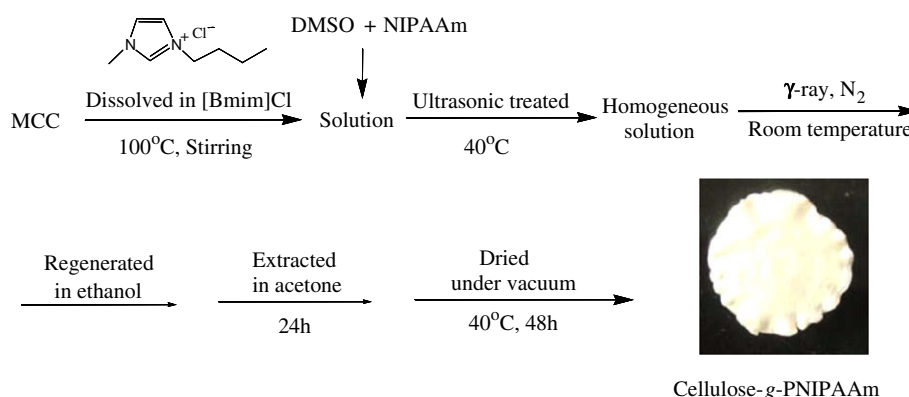 N
N
+ Cl−
DMSO + NIPAAm
MCC
Dissolved in [Bmim]Cl
100°C, Stirring
Solution
Ultrasonic treated
40°C
Homogeneous
solution
γ-ray, N2
Room temperature
Regenerated
in ethanol
Extracted
in acetone
24h
Dried
under vacuum
40°C, 48h
Cellulose-g-PNIPAAm